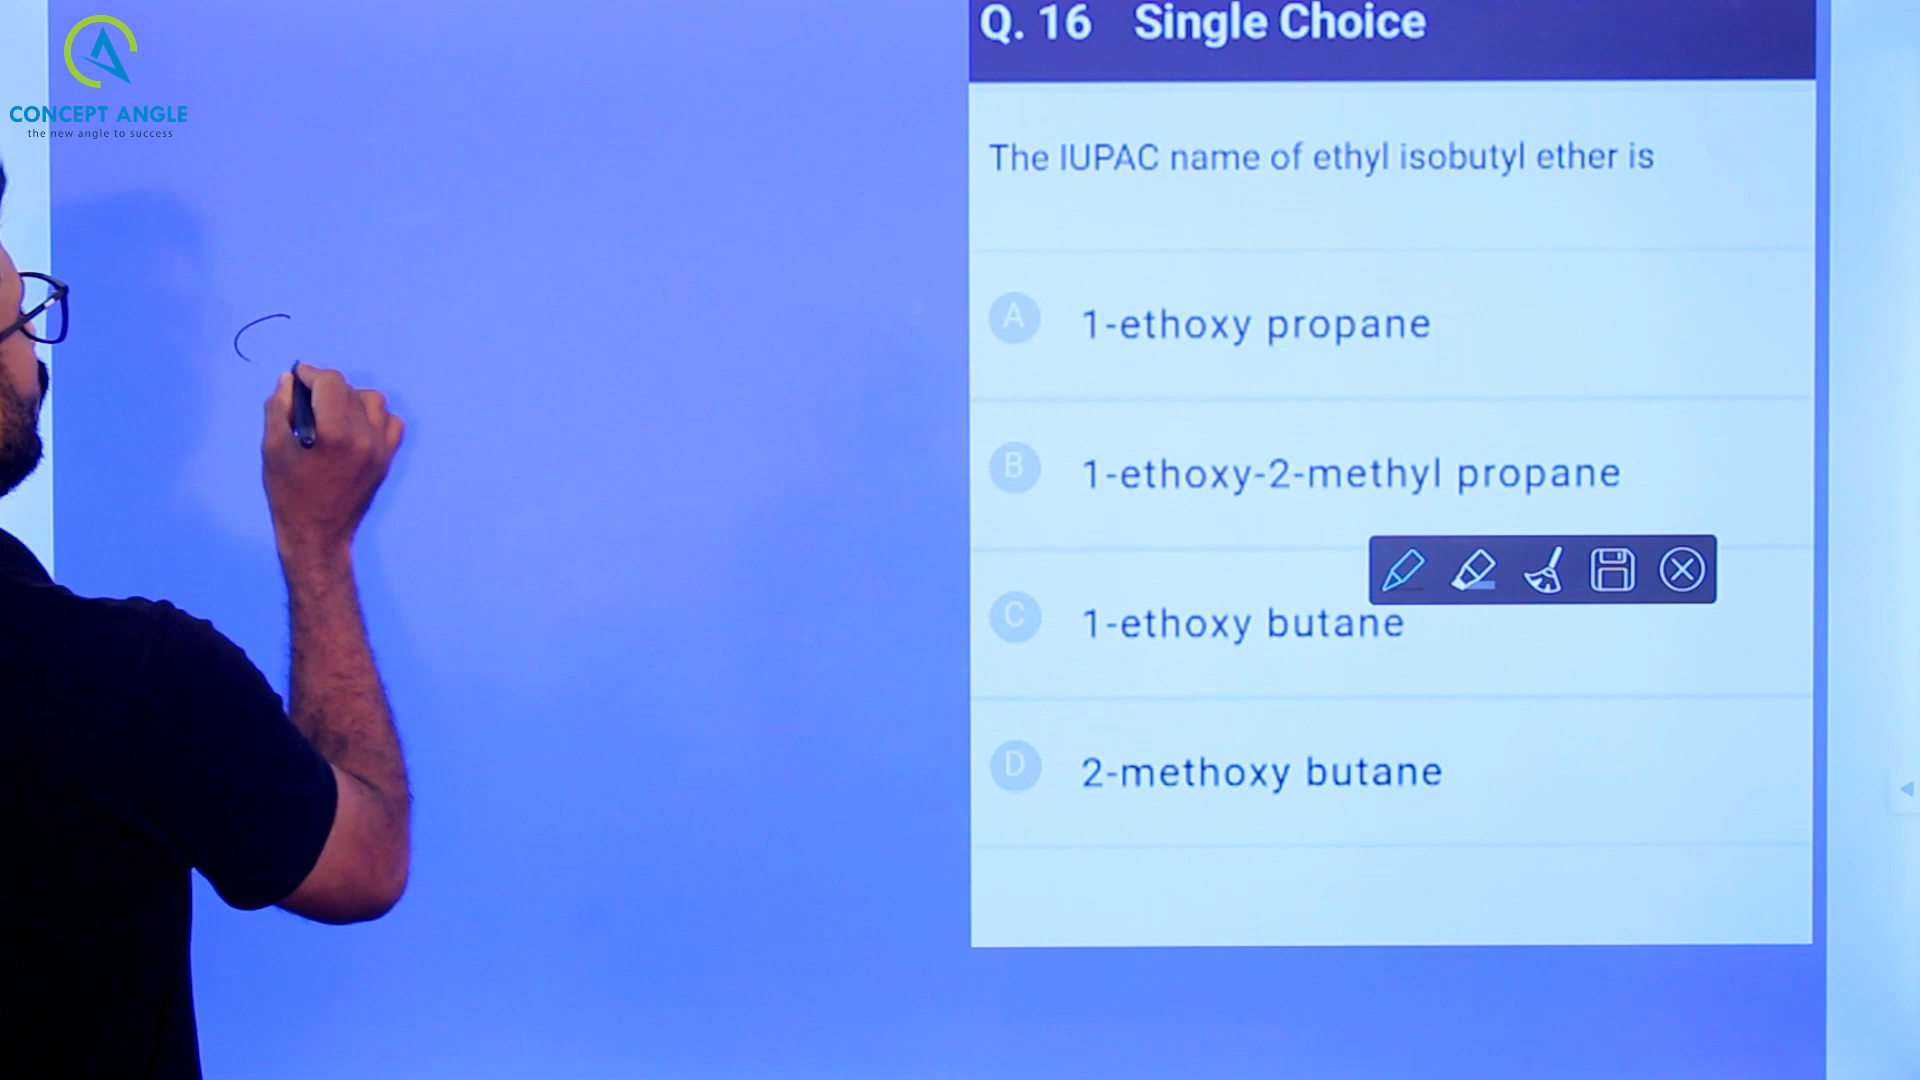 CONCEPT ANGLE
the new angle to success
Q. 16 Single Choice
The IUPAC name of ethyl isobutyl ether is
A 1-ethoxy propane
B 1-ethoxy-2-methyl propane
C 1-ethoxy butane
D 2-methoxy butane